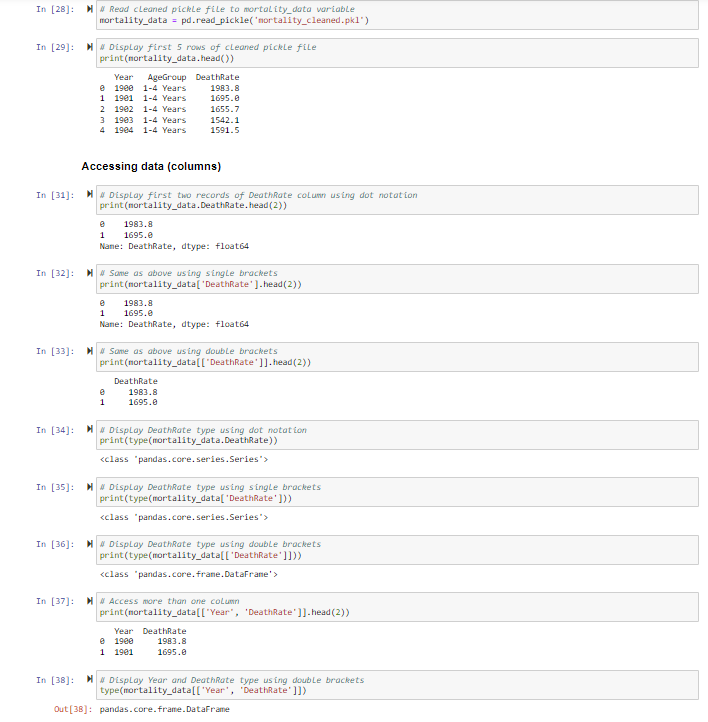 In [28]: # Read cleaned pickle file to mortality_data variable
mortality_data = pd.read_pickle('mortality_cleaned.pkl')
In [29]: # Display first 5 rows of cleaned pickle file
print(mortality_data.head())
Year AgeGroup DeathRate
0 1900 1-4 Years 1983.8
1 1901 1-4 Years 1695.0
2 1902 1-4 Years 1655.7
3 1903 1-4 Years 1542.1
4 1904 1-4 Years 1591.5
Accessing data (columns)
In [31]: # Display first two records of DeathRate column using dot notation
print(mortality_data.DeathRate.head(2))
0 1983.8
1 1695.0
Name: DeathRate, dtype: float64
In [32]: # Same as above using single brackets
print(mortality_data['DeathRate'].head(2))
0 1983.8
1 1695.0
Name: DeathRate, dtype: float64
In [33]: # Same as above using double brackets
print(mortality_data[['DeathRate']].head(2))
DeathRate
0 1983.8
1 1695.0
In [34]: # Display DeathRate type using dot notation
print(type(mortality_data.DeathRate))
<class 'pandas.core.series.Series'>
In [35]: # Display DeathRate type using single brackets
print(type(mortality_data['DeathRate']))
<class 'pandas.core.series.Series'>
In [36]: # Display DeathRate type using double brackets
print(type(mortality_data[['DeathRate']]))
<class 'pandas.core.frame.DataFrame'>
In [37]: # Access more than one column
print(mortality_data[['Year', 'DeathRate']].head(2))
Year DeathRate
0 1900 1983.8
1 1901 1695.0
In [38]: # Display Year and DeathRate type using double brackets
type(mortality_data[['Year', 'DeathRate']])
Out[38]: pandas.core.frame.DataFrame